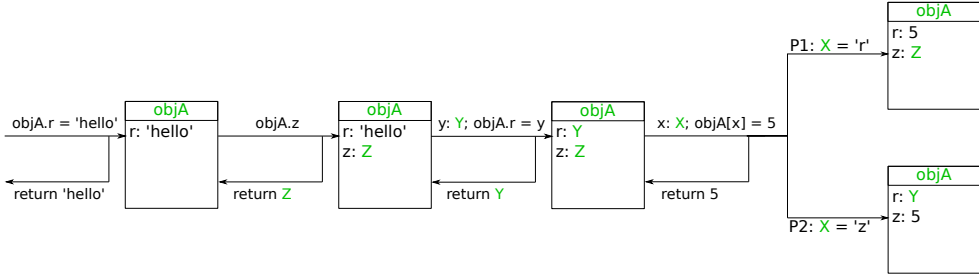 objA.r = 'hello'
return 'hello'
objA
r: 'hello'
objA.z
return Z
objA
r: 'hello'
z: Z
y: Y; objA.r = y
return Y
objA
r: Y
z: Z
x: X; objA[x] = 5
return 5
P1: X = 'r'
objA
r: 5
z: Z
P2: X = 'z'
objA
r: Y
z: 5